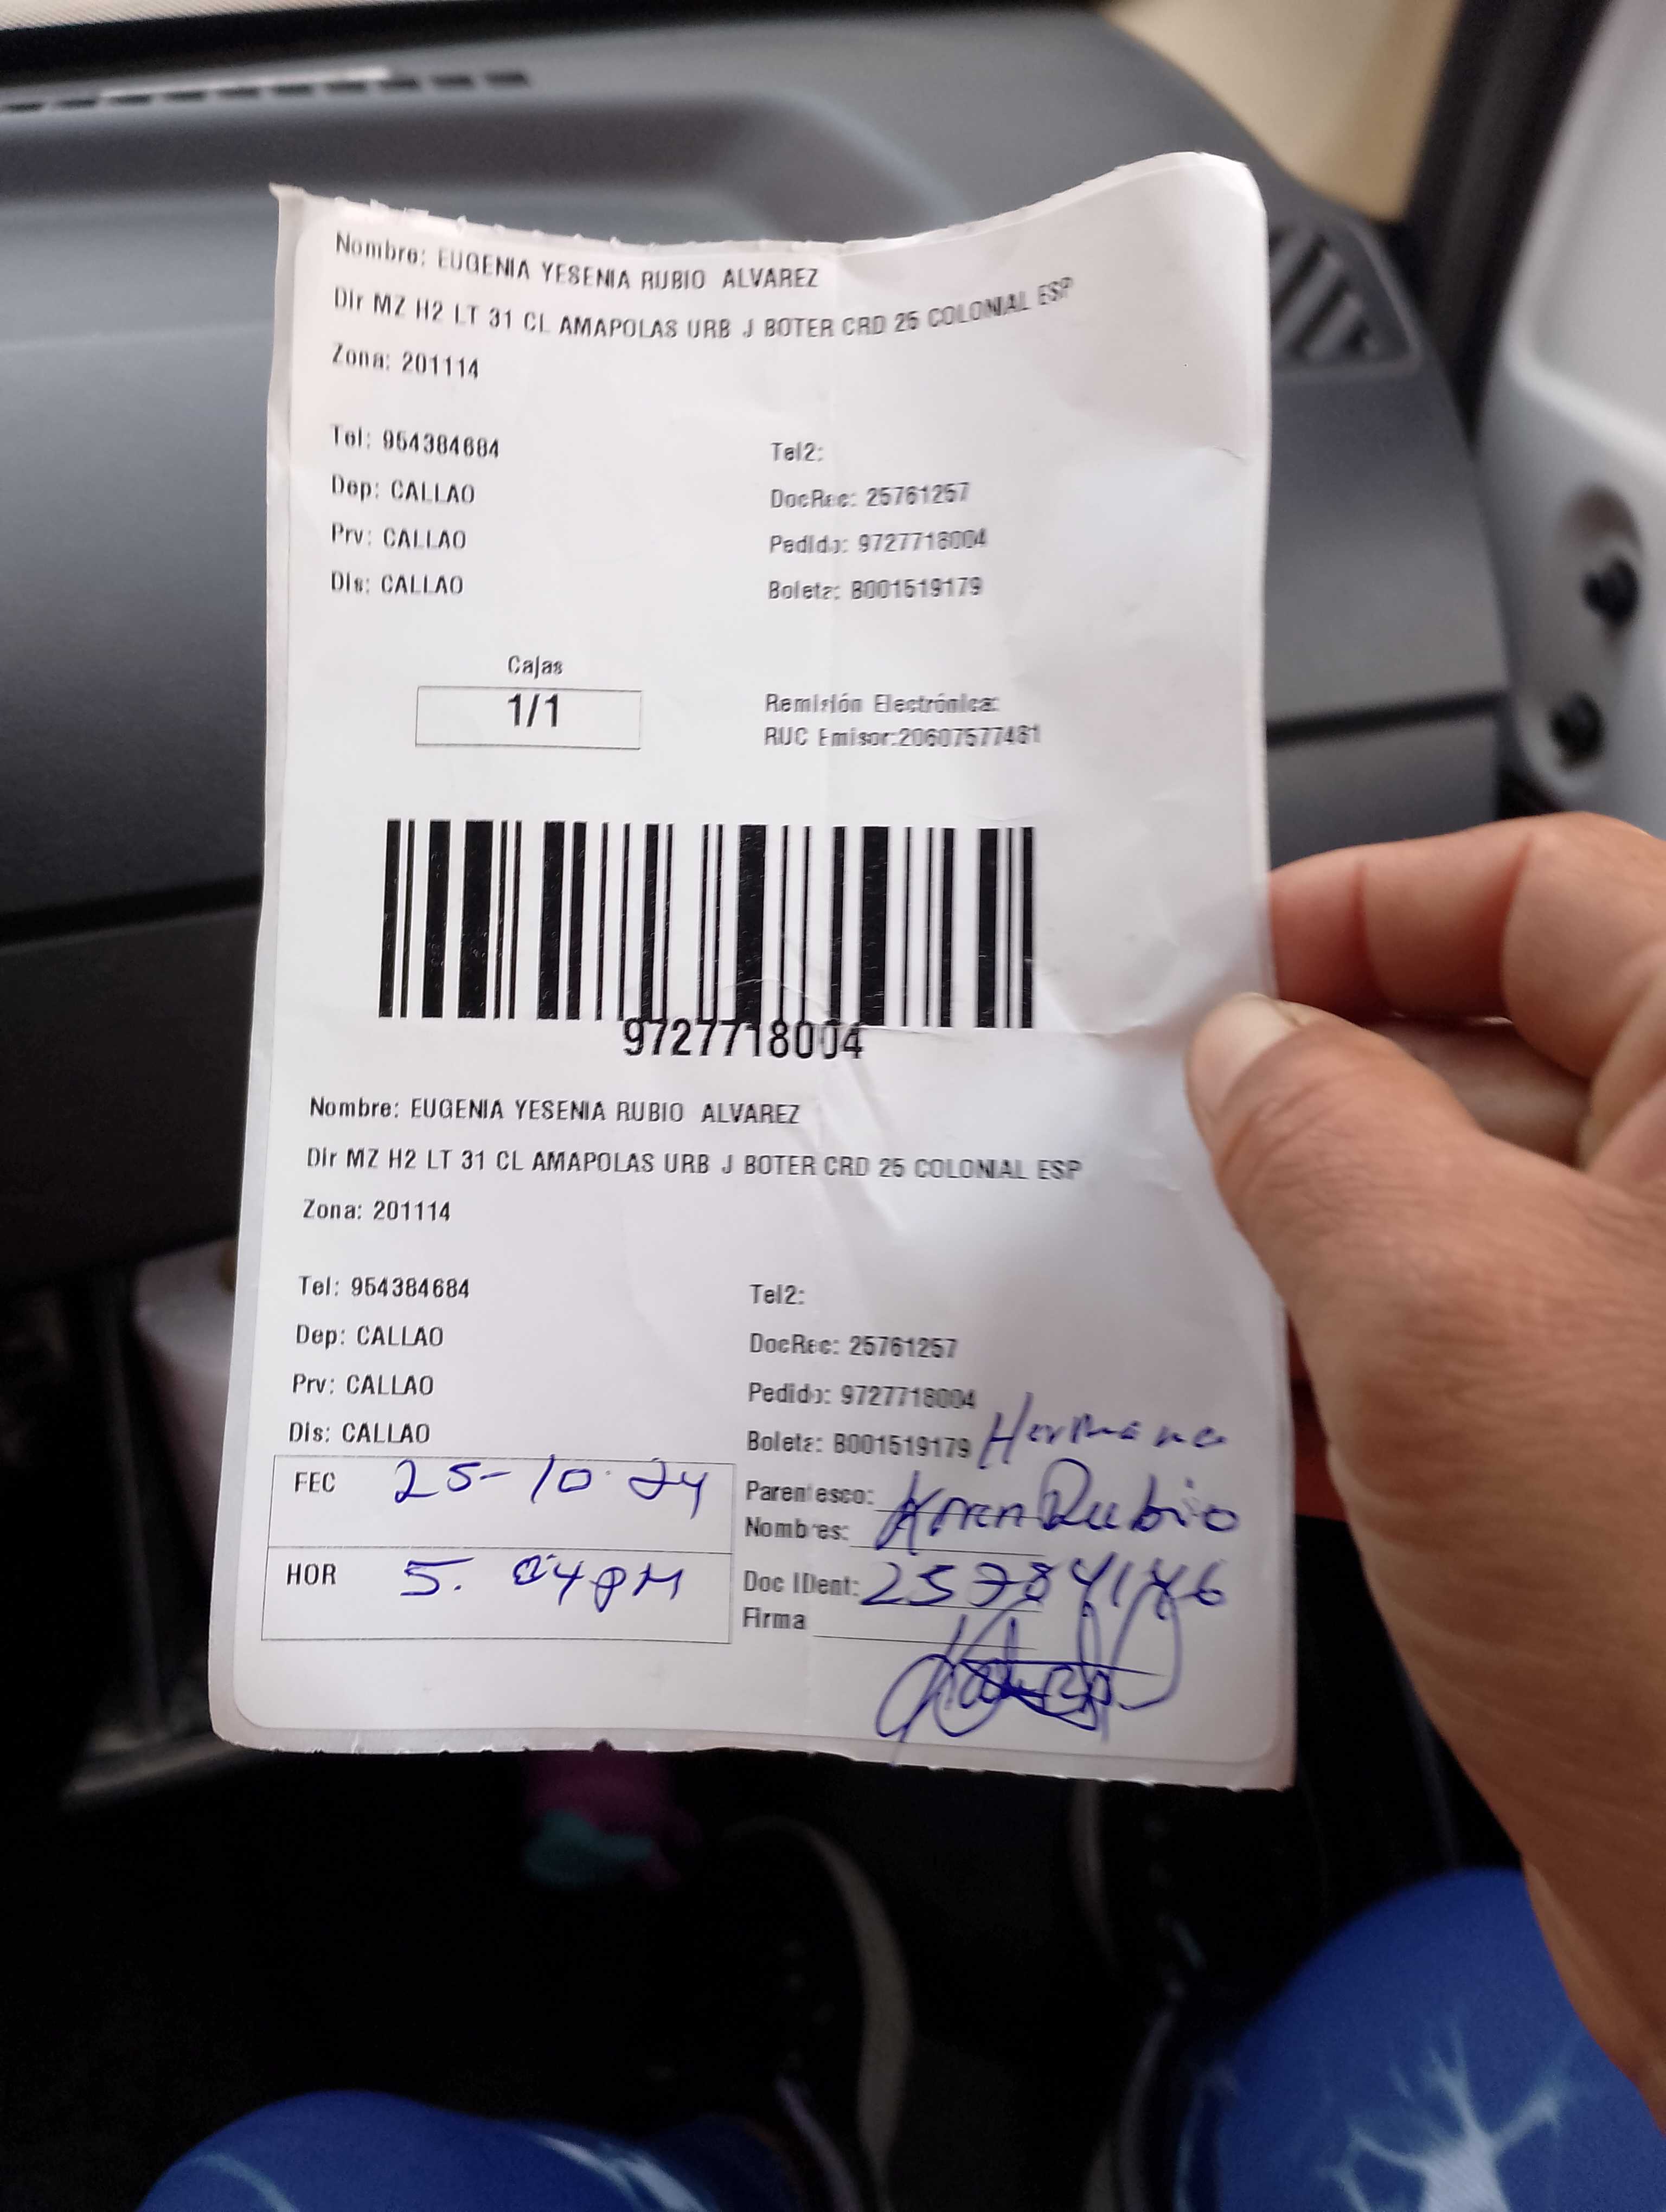 Nombre: EUGENIA YESENIA RUBIO ALVAREZ
Dir MZ H2 LT 31 CL AMAPOLAS URB J BOTER CRD 25 COLONIAL ESP
Zona: 201114
Tel: 954384684 Tel2:
Dep: CALLAO DocRec: 25761257
Prv: CALLAO Pedido: 9727718004
Dis: CALLAO Boleta: B001519179
Cajas
1/1
Remisión Electrónica:
RUC Emisor:20607577481
9727718004
Nombre: EUGENIA YESENIA RUBIO ALVAREZ
Dir MZ H2 LT 31 CL AMAPOLAS URB J BOTER CRD 25 COLONIAL ESP
Zona: 201114
Tel: 954384684 Tel2:
Dep: CALLAO DocRec: 25761257
Prv: CALLAO Pedido: 9727718004
Dis: CALLAO Boleta: B001519179 Hermana
FEC 25-10-24 Parentesco:
Nombres: Rubio
HOR 5. 04 PM Doc IDent:
Firma